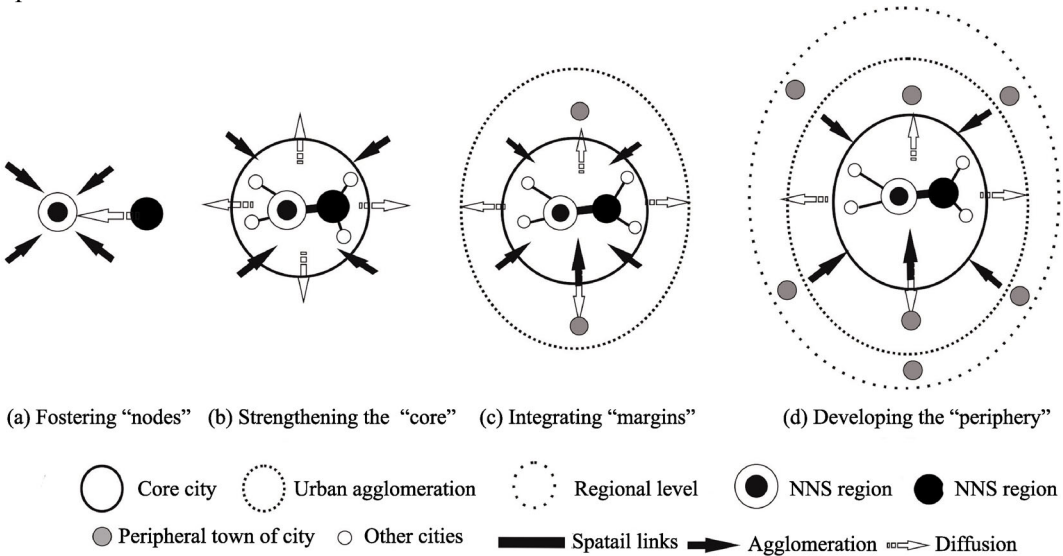 (a) Fostering “nodes” (b) Strengthening the “core” (c) Integrating “margins” (d) Developing the “periphery”
Core city Urban agglomeration Regional level NNS region NNS region
Peripheral town of city Other cities Spatail links Agglomeration Diffusion